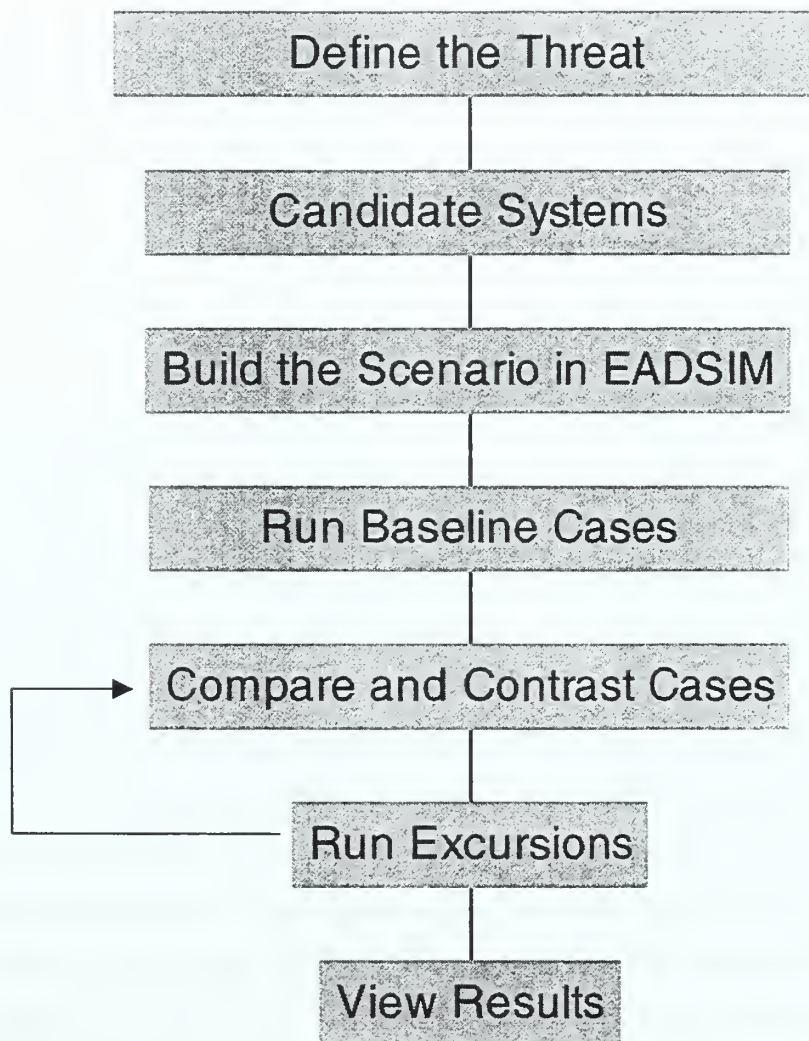 Define the Threat
Candidate Systems
Build the Scenario in EADSIM
Run Baseline Cases
Compare and Contrast Cases
Run Excursions
View Results